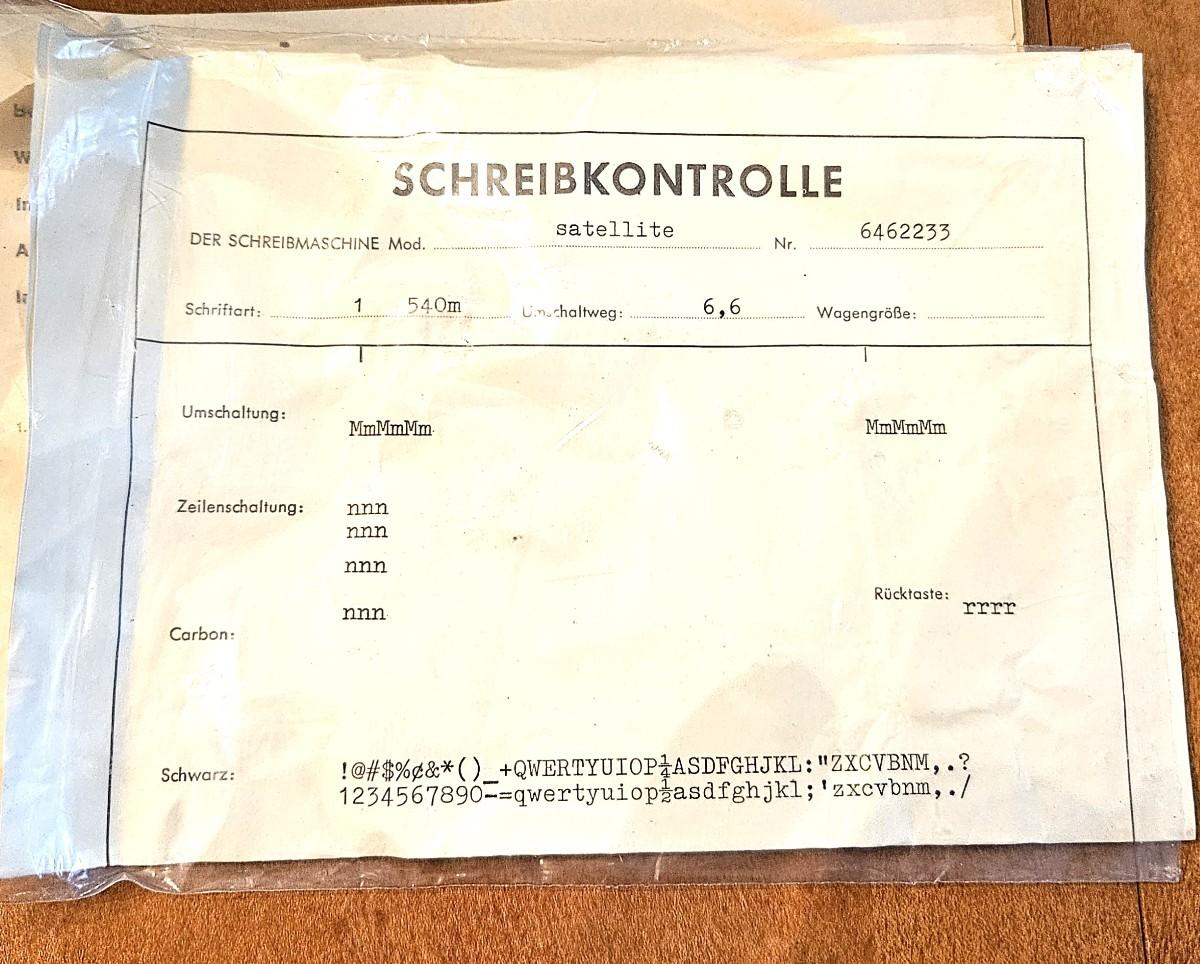 SCHREIBKONTROLLE
DER SCHREIBMASCHINE Mod. satellite Nr. 6462233
Schriftart: 1 540m Umschaltweg: 6,6 Wagengröße:
Umschaltung: MmMmMm MmMmMm
Zeilenschaltung: nnn
nnn
nnn
Rücktaste: rrrr
nnn
Carbon:
Schwarz: !@#$%¢&*()_+QWERTYUIOP¼ASDFGHJKL:"ZXCVBNM,.?
1234567890-=qwertyuiop½asdfghjkl;'zxcvbnm,./